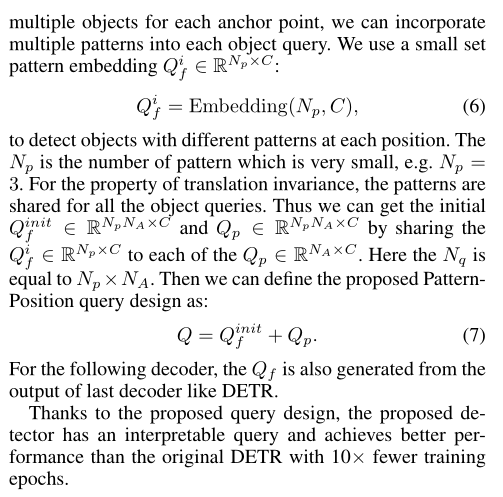 multiple objects for each anchor point, we can incorporate
multiple patterns into each object query. We use a small set
pattern embedding $Q_f^i \in \mathbb{R}^{N_p \times C}$:
$Q_f^i = \text{Embedding}(N_p, C),$ (6)
to detect objects with different patterns at each position. The
$N_p$ is the number of pattern which is very small, e.g. $N_p =$
3. For the property of translation invariance, the patterns are
shared for all the object queries. Thus we can get the initial
$Q_f^{init} \in \mathbb{R}^{N_p N_A \times C}$ and $Q_p \in \mathbb{R}^{N_p N_A \times C}$ by sharing the
$Q_f^i \in \mathbb{R}^{N_p \times C}$ to each of the $Q_p \in \mathbb{R}^{N_A \times C}$. Here the $N_q$ is
equal to $N_p \times N_A$. Then we can define the proposed Pattern-
Position query design as:
$Q = Q_f^{init} + Q_p.$ (7)
For the following decoder, the $Q_f$ is also generated from the
output of last decoder like DETR.
Thanks to the proposed query design, the proposed de-
tector has an interpretable query and achieves better per-
formance than the original DETR with $10\times$ fewer training
epochs.